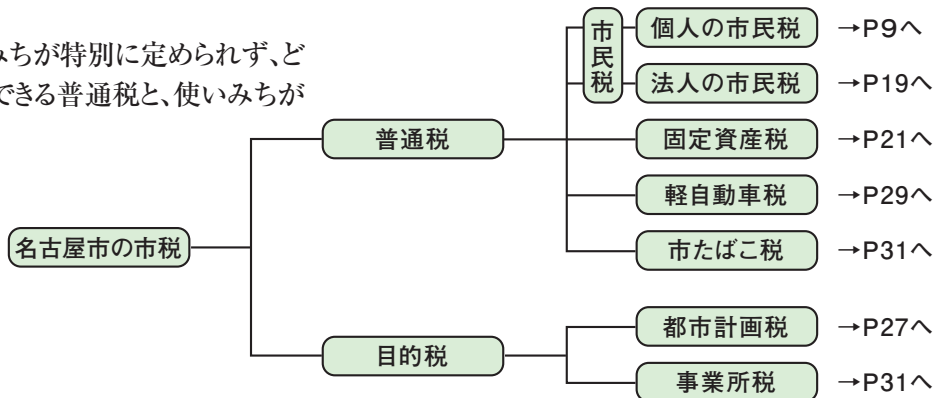 みちが特別に定められず、ど
できる普通税と、使いみちが
名古屋市の市税
普通税
市民税
個人の市民税 →P9へ
法人の市民税 →P19へ
固定資産税 →P21へ
軽自動車税 →P29へ
市たばこ税 →P31へ
目的税
都市計画税 →P27へ
事業所税 →P31へ